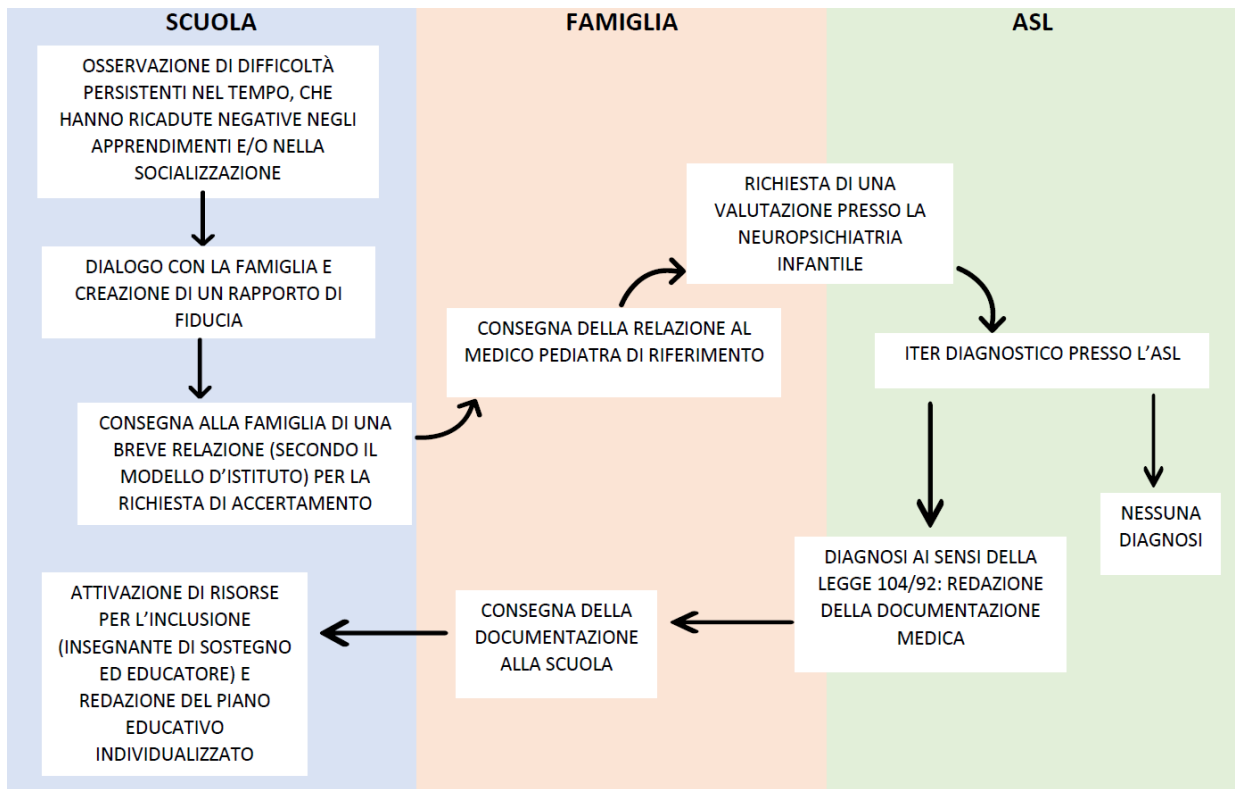 SCUOLA
FAMIGLIA
ASL
OSSERVAZIONE DI DIFFICOLTÀ
PERSISTENTI NEL TEMPO, CHE
HANNO RICADUTE NEGATIVE NEGLI
APPRENDIMENTI E/O NELLA
SOCIALIZZAZIONE
DIALOGO CON LA FAMIGLIA E
CREAZIONE DI UN RAPPORTO DI
FIDUCIA
CONSEGNA ALLA FAMIGLIA DI UNA
BREVE RELAZIONE (SECONDO IL
MODELLO D'ISTITUTO) PER LA
RICHIESTA DI ACCERTAMENTO
CONSEGNA DELLA RELAZIONE AL
MEDICO PEDIATRA DI RIFERIMENTO
RICHIESTA DI UNA
VALUTAZIONE PRESSO LA
NEUROPSICHIATRIA
INFANTILE
ITER DIAGNOSTICO PRESSO L'ASL
NESSUNA
DIAGNOSI
DIAGNOSI AI SENSI DELLA
LEGGE 104/92: REDAZIONE
DELLA DOCUMENTAZIONE
MEDICA
CONSEGNA DELLA
DOCUMENTAZIONE
ALLA SCUOLA
ATTIVAZIONE DI RISORSE
PER L'INCLUSIONE
(INSEGNANTE DI SOSTEGNO
ED EDUCATORE) E
REDAZIONE DEL PIANO
EDUCATIVO
INDIVIDUALIZZATO